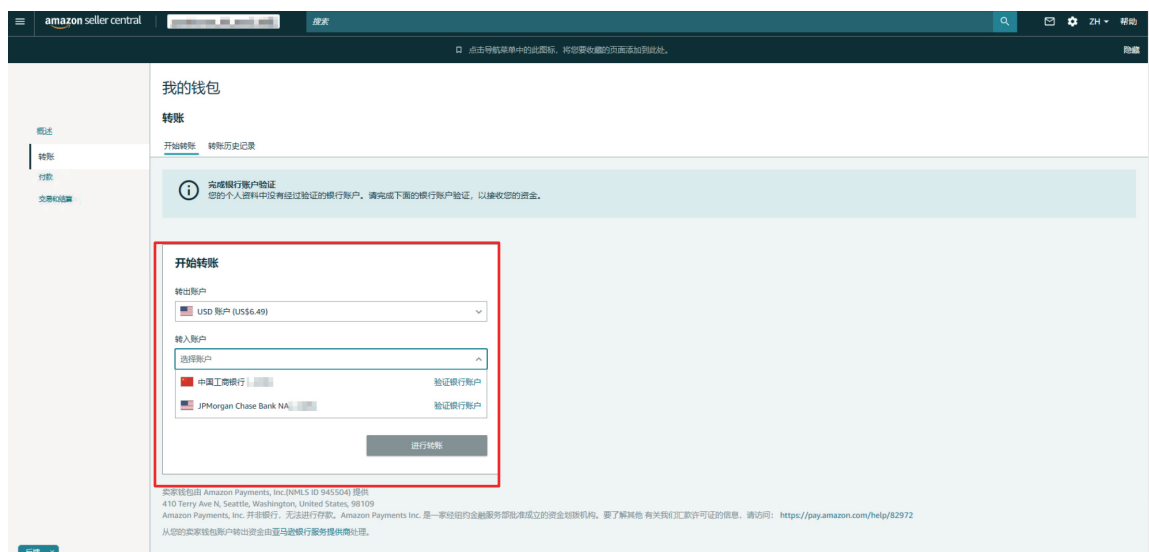 amazon seller central
搜索
ZH
帮助
点击导航菜单中的此图标，将您要收藏的页面添加到此处。
隐藏
我的钱包
转账
概述
转账
付款
交易和结算
开始转账 转账历史记录
完成银行账户验证
您的个人资料中没有经过验证的银行账户。请完成下面的银行账户验证，以接收您的资金。
开始转账
转出账户
USD 账户 (US$6.49)
转入账户
选择账户
中国工商银行 验证银行账户
JPMorgan Chase Bank NA 验证银行账户
进行转账
卖家钱包由 Amazon Payments, Inc.(NMLS ID 945504) 提供
410 Terry Ave N, Seattle, Washington, United States, 98109
Amazon Payments, Inc. 并非银行，无法进行存款。Amazon Payments Inc. 是一家经纽约金融服务部批准成立的资金划拨机构。要了解其他 有关我们汇款许可证的信息，请访问： https://pay.amazon.com/help/82972
从您的卖家钱包账户转出资金由亚马逊银行服务提供商处理。